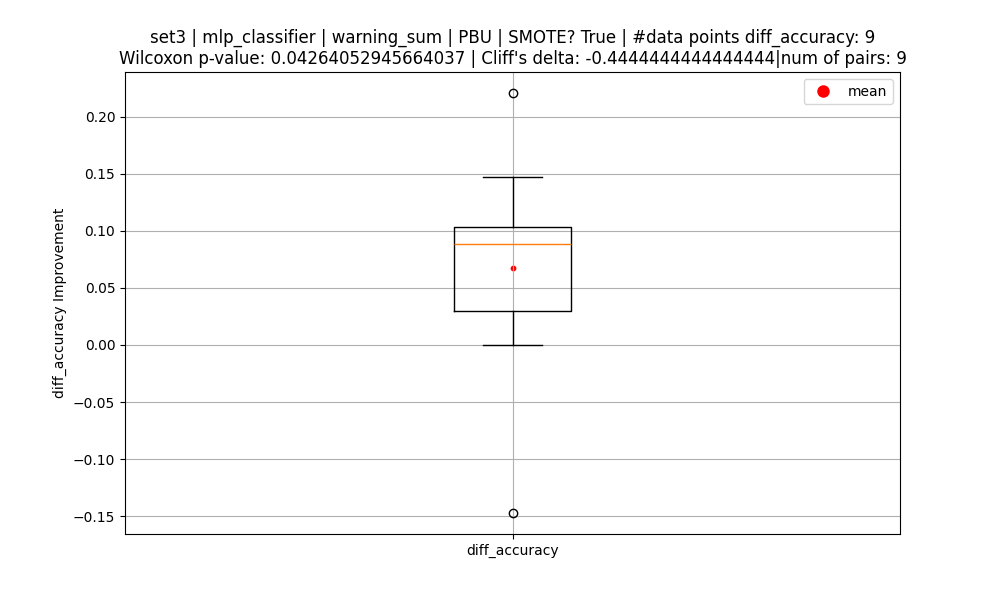 set3 | mlp_classifier | warning_sum | PBU | SMOTE? True | #data points diff_accuracy: 9
Wilcoxon p-value: 0.04264052945664037 | Cliff's delta: -0.4444444444444444|num of pairs: 9
mean
0.20
0.15
0.10
0.05
0.00
−0.05
−0.10
−0.15
diff_accuracy Improvement
diff_accuracy